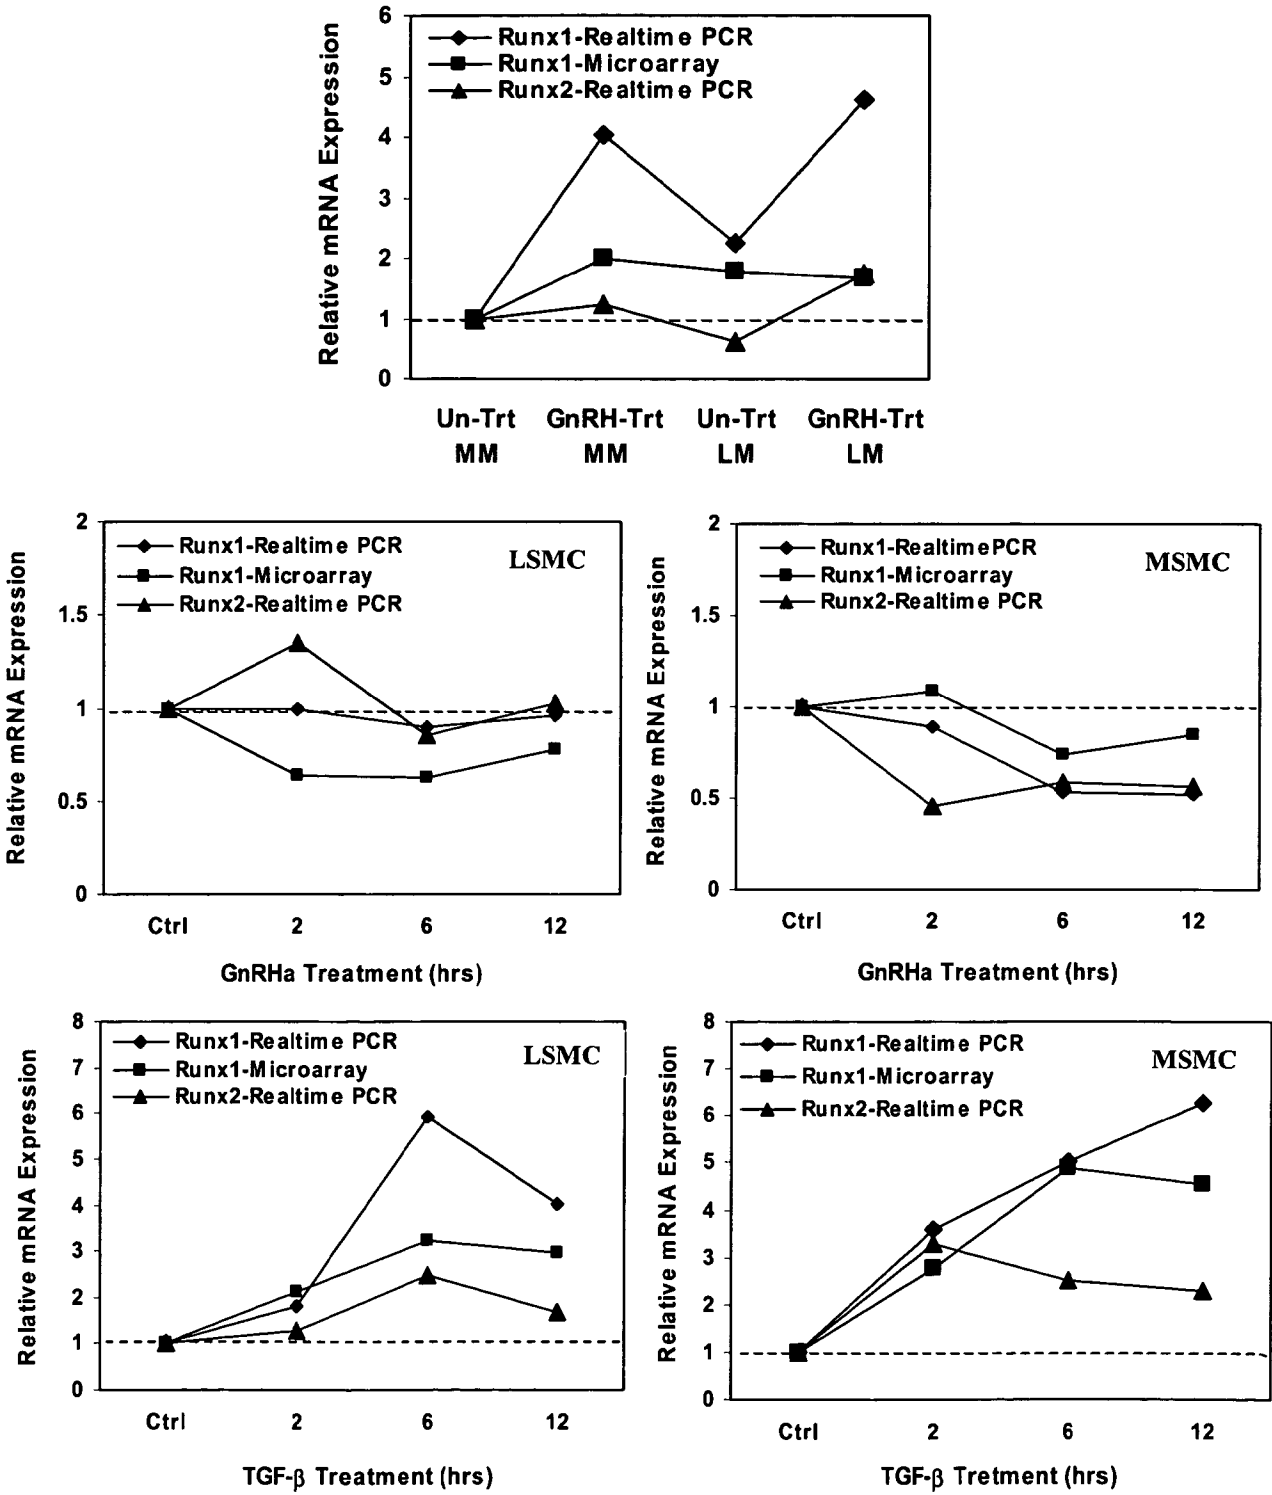 Relative mRNA Expression
6
5
4
3
2
1
0
Runx1-Realtime PCR
Runx1-Microarray
Runx2-Realtime PCR
Un-Trt MM
GnRH-Trt MM
Un-Trt LM
GnRH-Trt LM
Relative mRNA Expression
2
1.5
1
0.5
0
Runx1-Realtime PCR
Runx1-Microarray
Runx2-Realtime PCR
LSMC
Ctrl 2 6 12
GnRHa Treatment (hrs)
Relative mRNA Expression
2
1.5
1
0.5
0
Runx1-RealtimePCR
Runx1-Microarray
Runx2-Realtime PCR
MSMC
Ctrl 2 6 12
GnRHa Treatment (hrs)
Relative mRNA Expression
8
7
6
5
4
3
2
1
0
Runx1-Realtime PCR
Runx1-Microarray
Runx2-Realtime PCR
LSMC
Ctrl 2 6 12
TGF-β Treatment (hrs)
Relative mRNA Expression
8
7
6
5
4
3
2
1
0
Runx1-Realtime PCR
Runx1-Microarray
Runx2-Realtime PCR
MSMC
Ctrl 2 6 12
TGF-β Tretment (hrs)